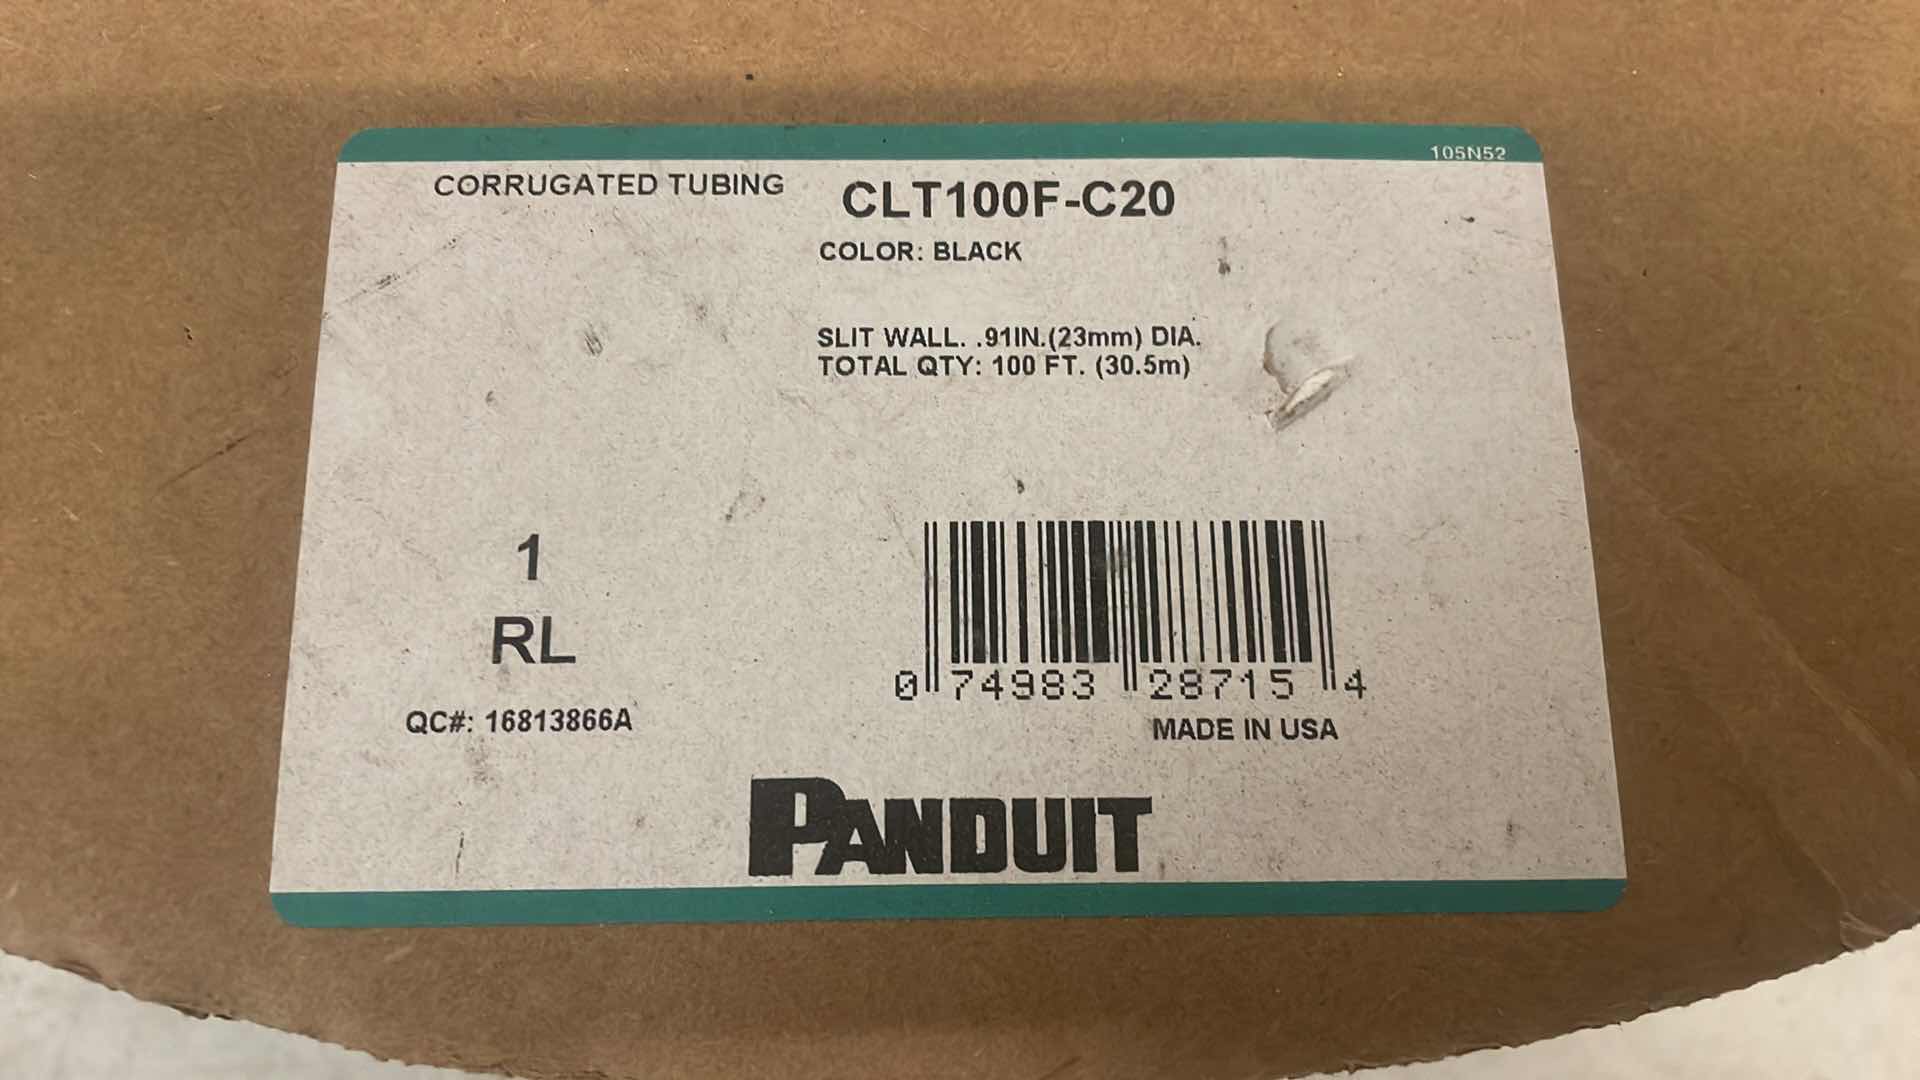 105N52
CORRUGATED TUBING CLT100F-C20
COLOR: BLACK
SLIT WALL. .91IN.(23mm) DIA.
TOTAL QTY: 100 FT. (30.5m)
1
RL
QC#: 16813866A
0 74983 28715 4
MADE IN USA
PANDUIT